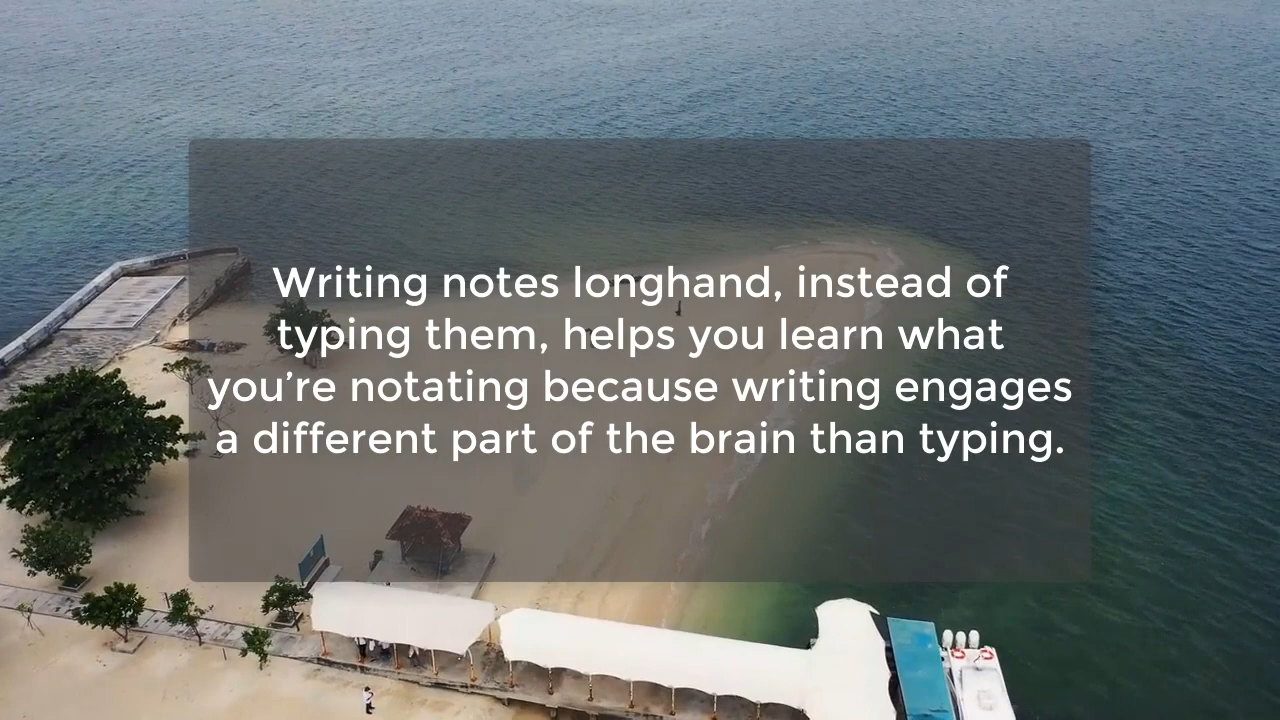 Writing notes longhand, instead of
typing them, helps you learn what
you’re notating because writing engages
a different part of the brain than typing.